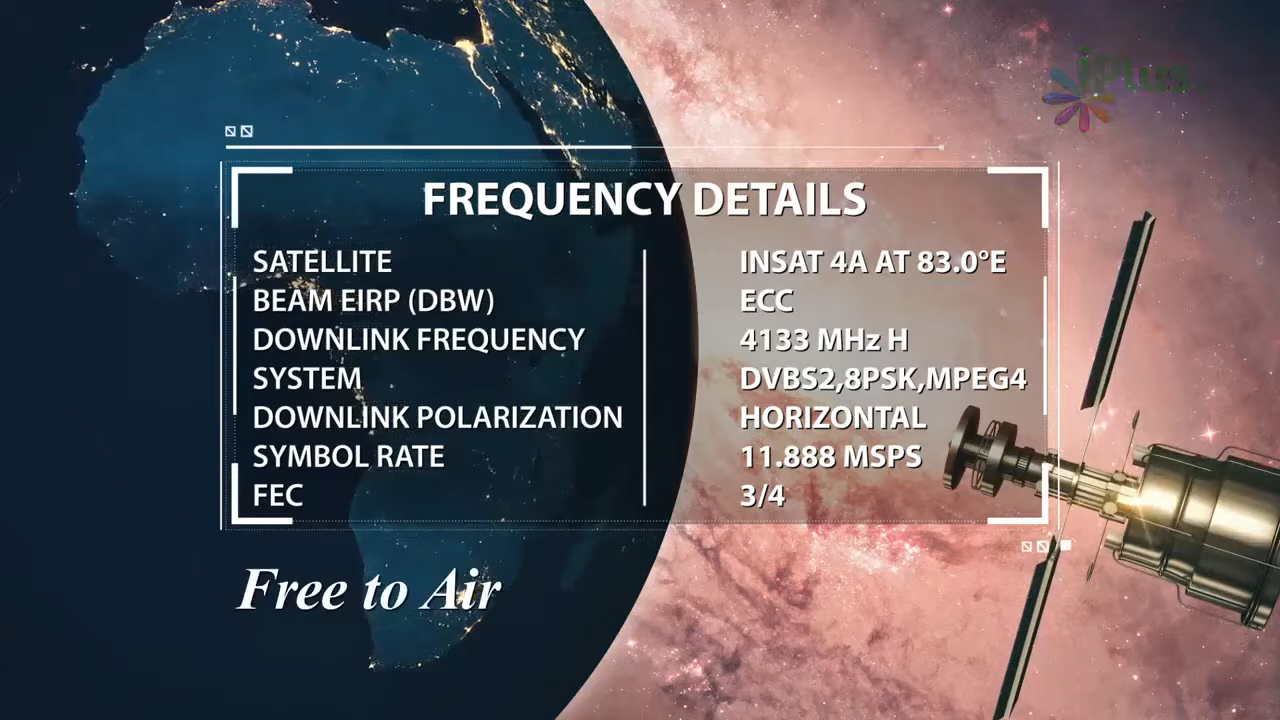 iPlus
FREQUENCY DETAILS
SATELLITE INSAT 4A AT 83.0°E
BEAM EIRP (DBW) ECC
DOWNLINK FREQUENCY 4133 MHz H
SYSTEM DVBS2,8PSK,MPEG4
DOWNLINK POLARIZATION HORIZONTAL
SYMBOL RATE 11.888 MSPS
FEC 3/4
Free to Air